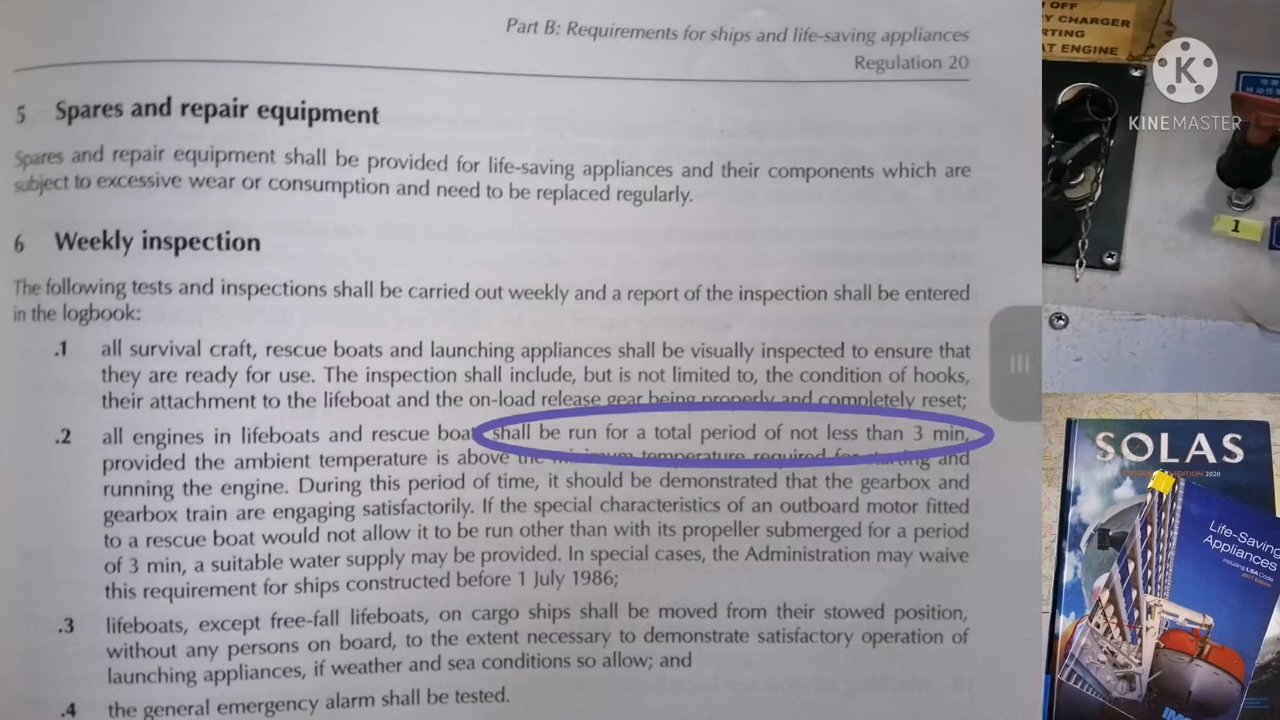 Part B: Requirements for ships and life-saving appliances
Regulation 20
5 Spares and repair equipment
Spares and repair equipment shall be provided for life-saving appliances and their components which are
subject to excessive wear or consumption and need to be replaced regularly.
6 Weekly inspection
The following tests and inspections shall be carried out weekly and a report of the inspection shall be entered
in the logbook:
.1 all survival craft, rescue boats and launching appliances shall be visually inspected to ensure that
they are ready for use. The inspection shall include, but is not limited to, the condition of hooks,
their attachment to the lifeboat and the on-load release gear being properly and completely reset;
.2 all engines in lifeboats and rescue boat shall be run for a total period of not less than 3 min,
provided the ambient temperature is above the minimum temperature required for starting and
running the engine. During this period of time, it should be demonstrated that the gearbox and
gearbox train are engaging satisfactorily. If the special characteristics of an outboard motor fitted
to a rescue boat would not allow it to be run other than with its propeller submerged for a period
of 3 min, a suitable water supply may be provided. In special cases, the Administration may waive
this requirement for ships constructed before 1 July 1986;
.3 lifeboats, except free-fall lifeboats, on cargo ships shall be moved from their stowed position,
without any persons on board, to the extent necessary to demonstrate satisfactory operation of
launching appliances, if weather and sea conditions so allow; and
.4 the general emergency alarm shall be tested.
OFF
Y CHARGER
RTING
AT ENGINE
K
KINEMASTER
1
SOLAS
EDITION 2020
Life-Saving
Appliances
including LSA Code
2017 Edition